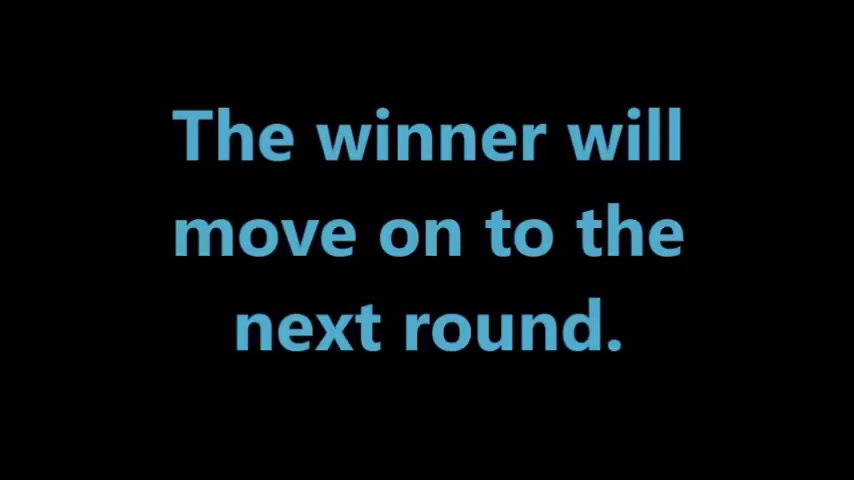 The winner will
move on to the
next round.